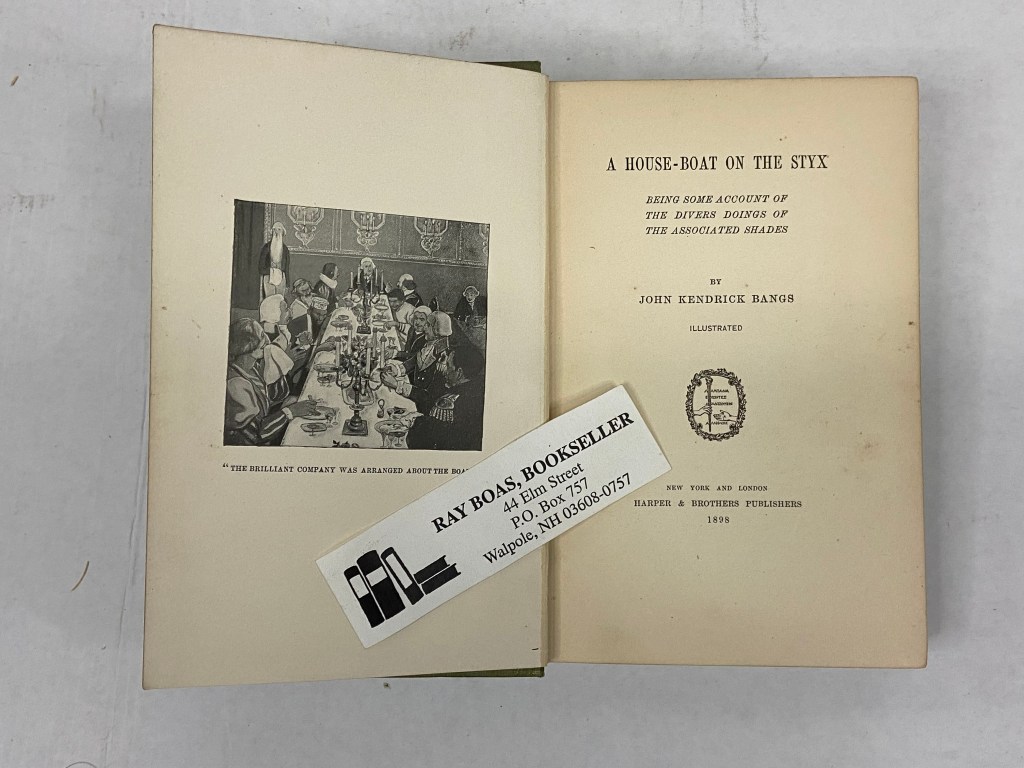 "THE BRILLIANT COMPANY WAS ARRANGED ABOUT THE
RAY BOAS, BOOKSELLER
44 Elm Street
P.O. Box 757
Walpole, NH 03608-0757
A HOUSE-BOAT ON THE STYX
BEING SOME ACCOUNT OF
THE DIVERS DOINGS OF
THE ASSOCIATED SHADES
BY
JOHN KENDRICK BANGS
ILLUSTRATED
NEW YORK AND LONDON
HARPER & BROTHERS PUBLISHERS
1898